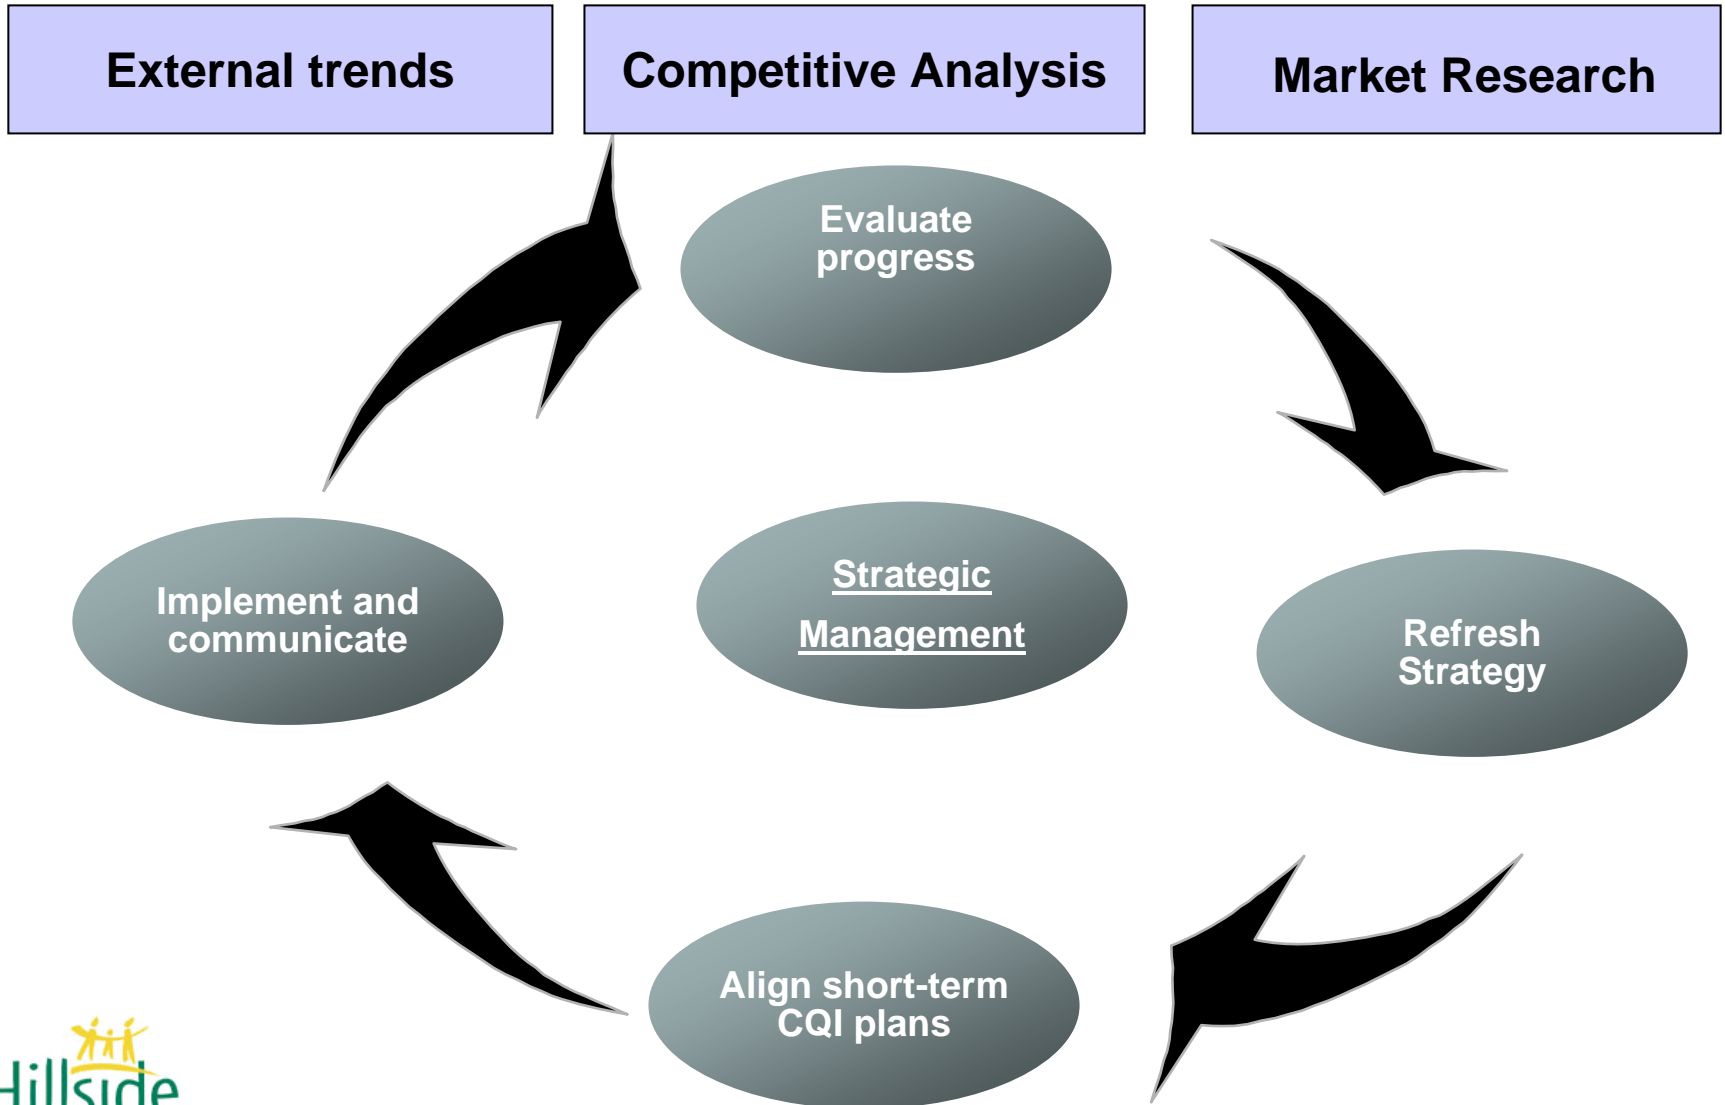 External trends
Competitive Analysis
Market Research
Evaluate
progress
Implement and
communicate
Strategic
Management
Refresh
Strategy
Align short-term
CQI plans
Hillside